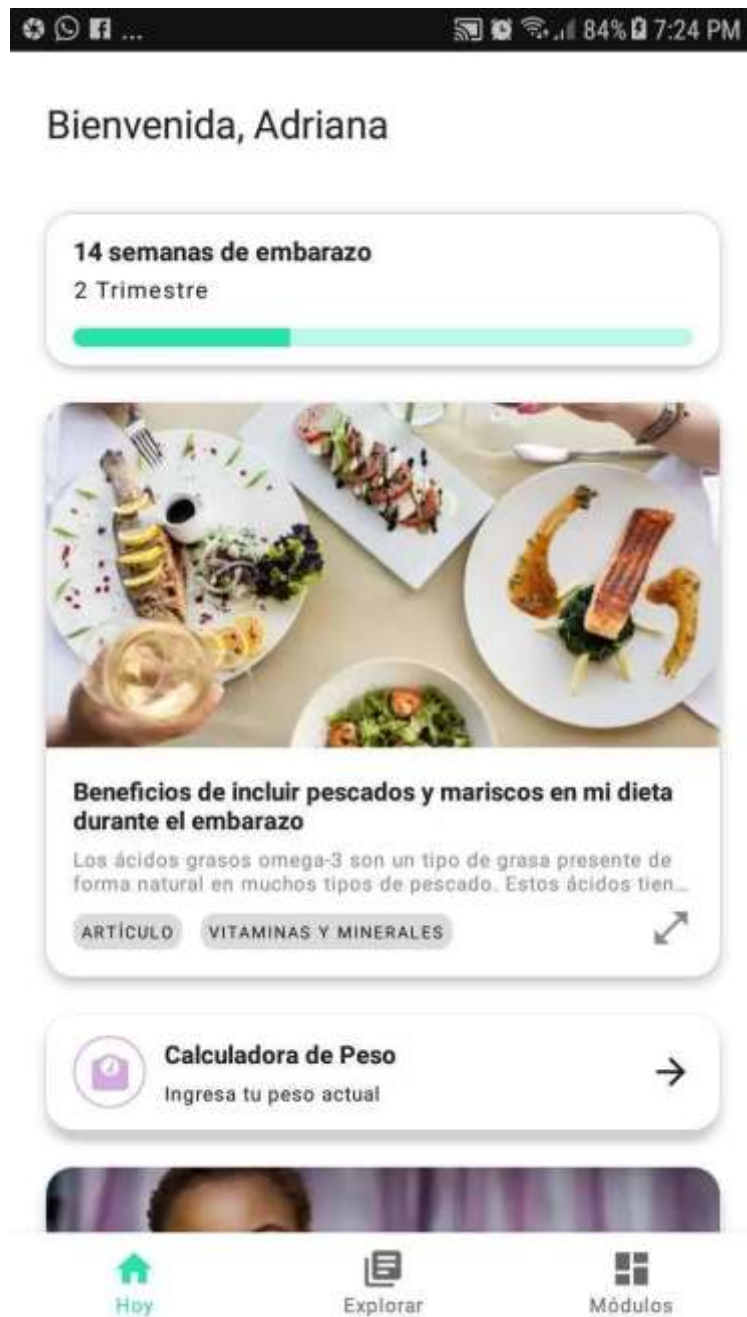 ... 84% 7:24 PM
Bienvenida, Adriana
14 semanas de embarazo
2 Trimestre
Beneficios de incluir pescados y mariscos en mi dieta
durante el embarazo
Los ácidos grasos omega-3 son un tipo de grasa presente de
forma natural en muchos tipos de pescado. Estos ácidos tien...
ARTÍCULO VITAMINAS Y MINERALES
Calculadora de Peso
Ingresa tu peso actual
Hoy Explorar Módulos